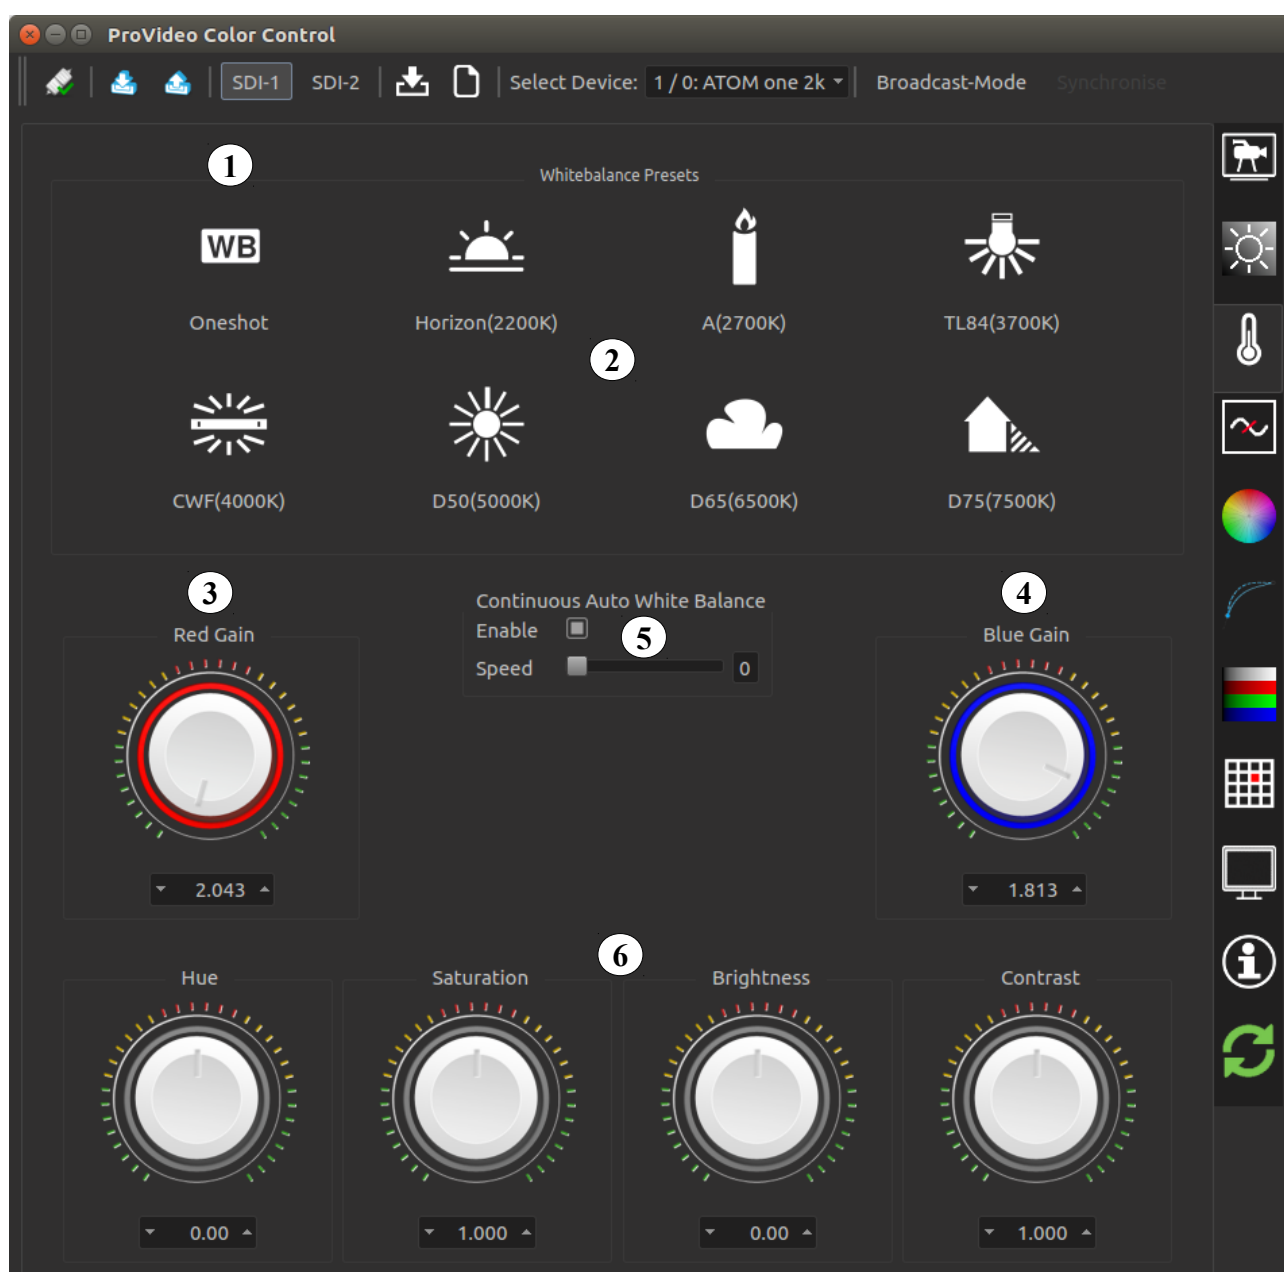 ProVideo Color Control
SDI-1 SDI-2 Select Device: 1 / 0: ATOM one 2k Broadcast-Mode Synchronise
1
Whitebalance Presets
WB
Oneshot Horizon(2200K) A(2700K) TL84(3700K)
2
CWF(4000K) D50(5000K) D65(6500K) D75(7500K)
3 4
Continuous Auto White Balance
Red Gain Enable 5 Blue Gain
Speed 0
2.043 1.813
6
Hue Saturation Brightness Contrast
0.00 1.000 0.00 1.000